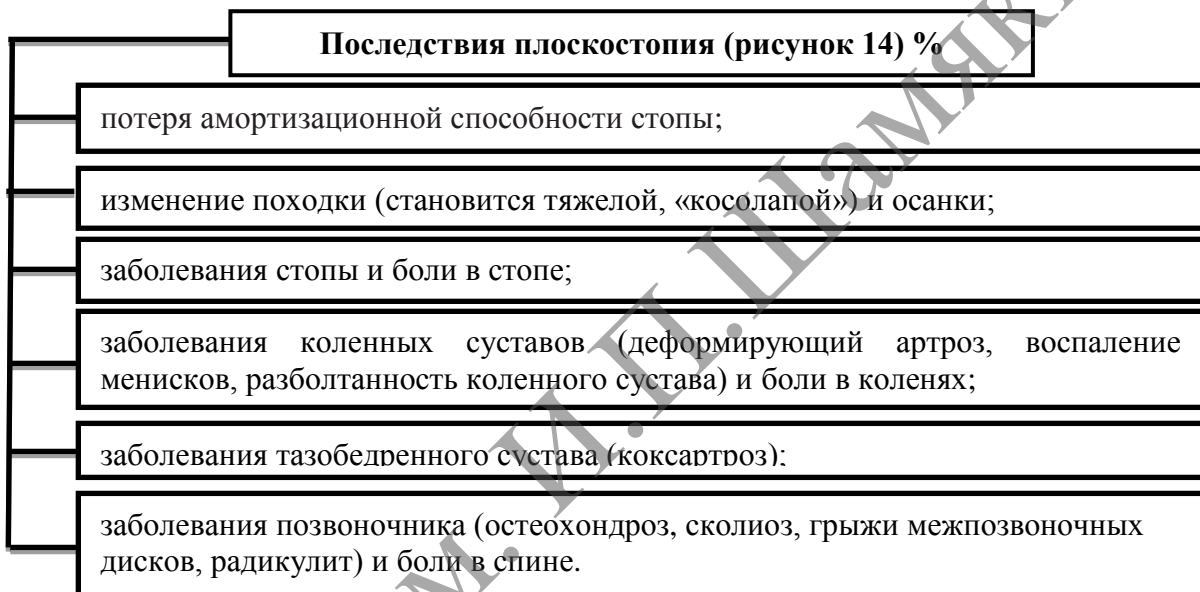 Последствия плоскостопия (рисунок 14) %
потеря амортизационной способности стопы;
изменение походки (становится тяжелой, «косолапой») и осанки;
заболевания стопы и боли в стопе;
заболевания коленных суставов (деформирующий артроз, воспаление
менисков, разболтанность коленного сустава) и боли в коленях;
заболевания тазобедренного сустава (коксартроз);
заболевания позвоночника (остеохондроз, сколиоз, грыжи межпозвоночных
дисков, радикулит) и боли в спине.
м. И.П.Шамяк